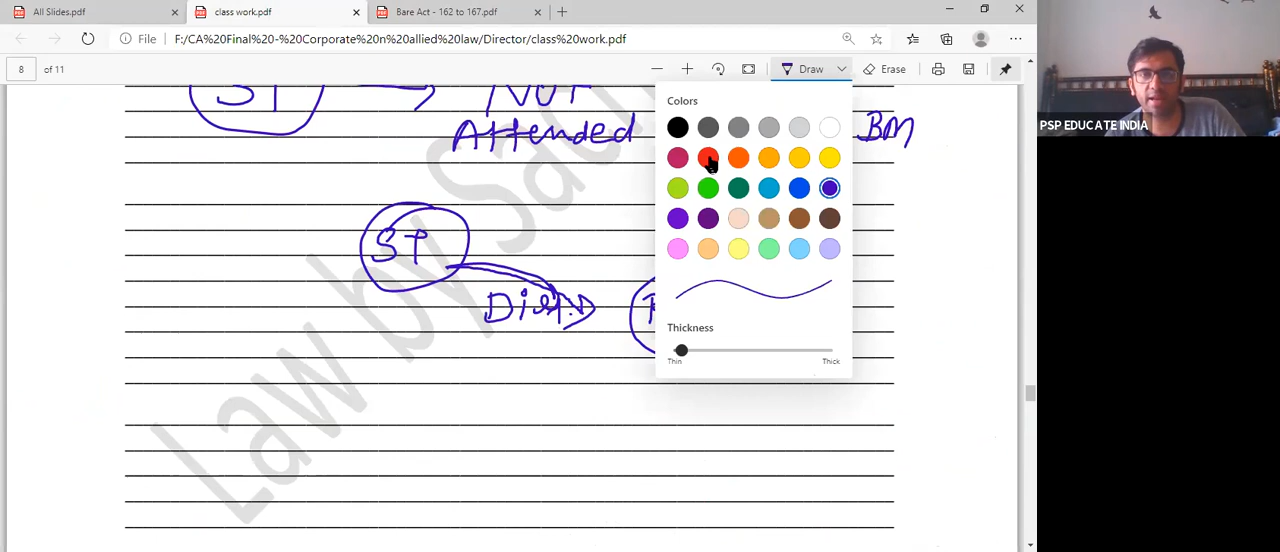 All Slides.pdf
class work.pdf
Bare Act - 162 to 167.pdf
File
F:/CA%20Final%20-%20Corporate%20n%20allied%20law/Director/class%20work.pdf
8 of 11
Draw
Erase
Colors
Thickness
Thin
Thick
PSP EDUCATE INDIA
ST
NOT
Attended
BM
ST
Law by